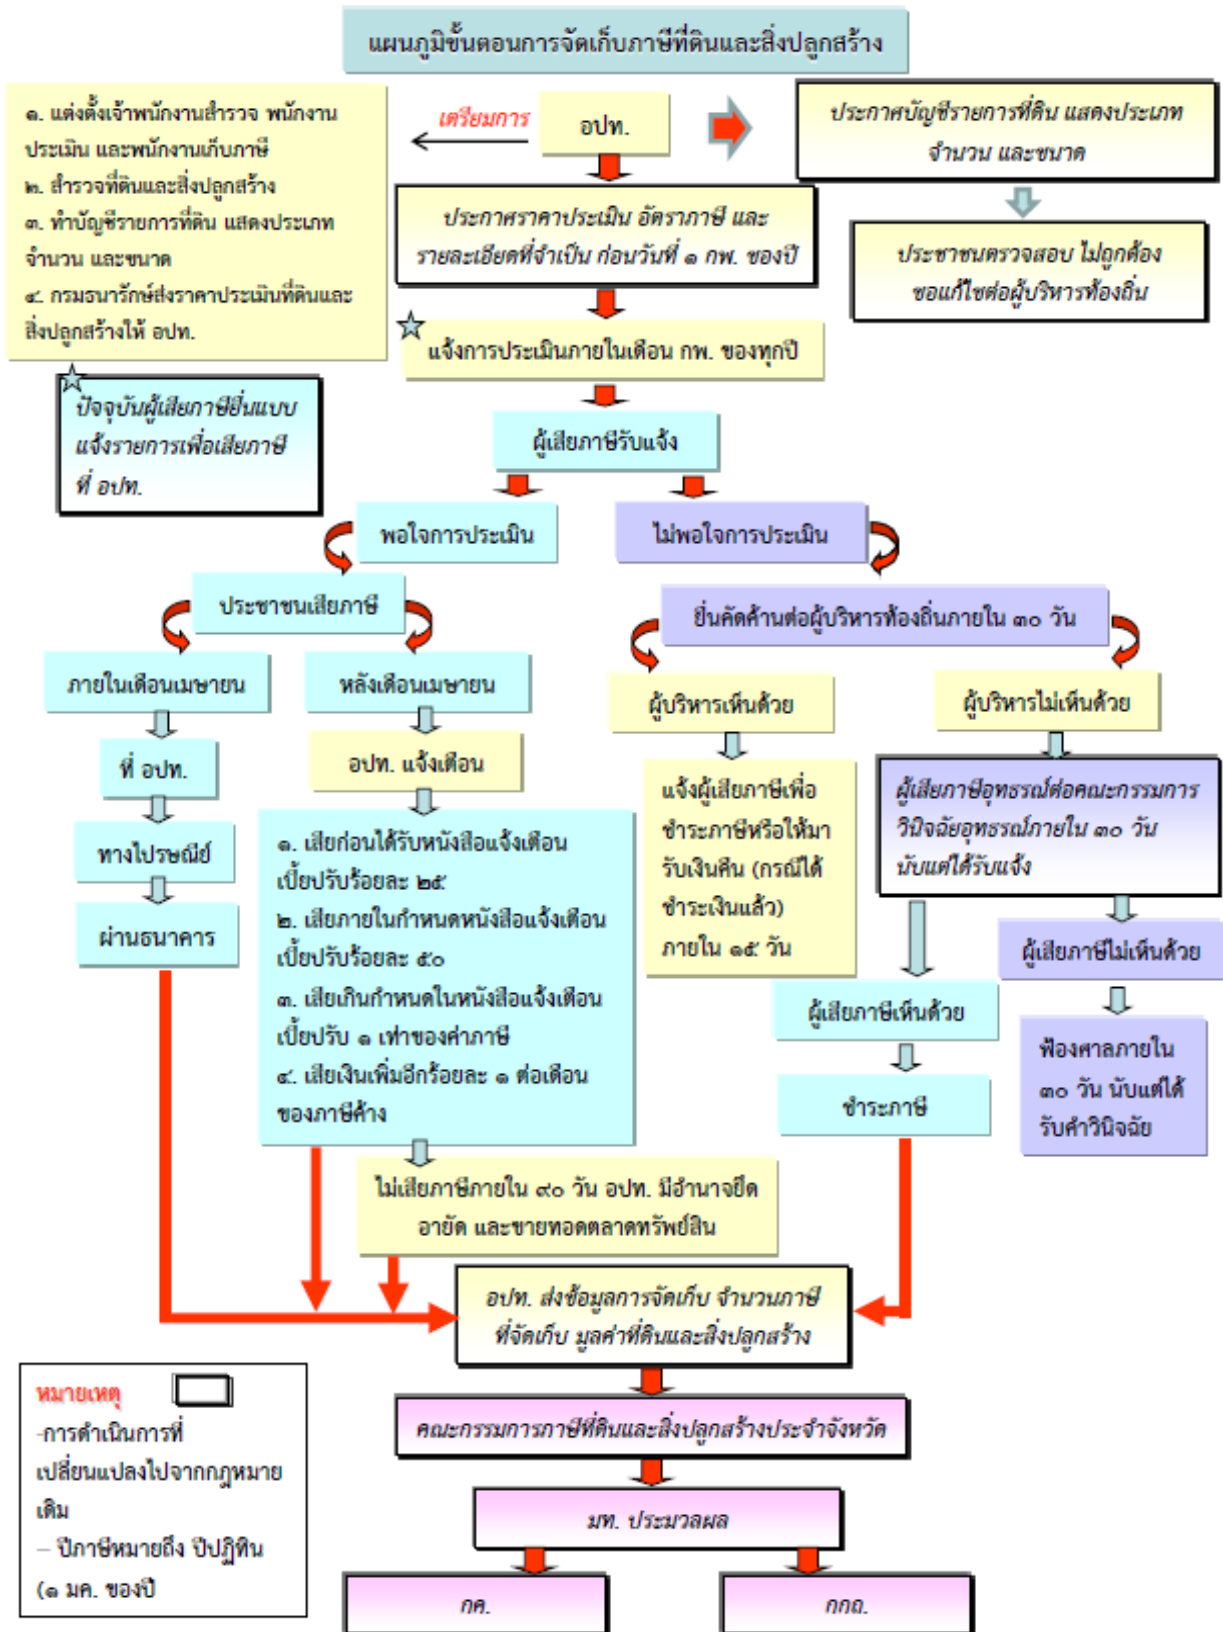 แผนภูมิขั้นตอนการจัดเก็บภาษีที่ดินและสิ่งปลูกสร้าง
๑. แต่งตั้งเจ้าพนักงานสำรวจ พนักงาน
ประเมิน และพนักงานเก็บภาษี
๒. สำรวจที่ดินและสิ่งปลูกสร้าง
๓. ทำบัญชีรายการที่ดิน แสดงประเภท
จำนวน และขนาด
๔. กรมธนารักษ์ส่งราคาประเมินที่ดินและ
สิ่งปลูกสร้างให้ อปท.
เตรียมการ
อปท.
ประกาศบัญชีรายการที่ดิน แสดงประเภท
จำนวน และขนาด
ประชาชนตรวจสอบ ไม่ถูกต้อง
ขอแก้ไขต่อผู้บริหารท้องถิ่น
ประกาศราคาประเมิน อัตราภาษี และ
รายละเอียดที่จำเป็น ก่อนวันที่ ๑ กพ. ของปี
แจ้งการประเมินภายในเดือน กพ. ของทุกปี
ปัจจุบันผู้เสียภาษียื่นแบบ
แจ้งรายการเพื่อเสียภาษี
ที่ อปท.
ผู้เสียภาษีรับแจ้ง
พอใจการประเมิน
ไม่พอใจการประเมิน
ประชาชนเสียภาษี
ยื่นคัดค้านต่อผู้บริหารท้องถิ่นภายใน ๓๐ วัน
ภายในเดือนเมษายน
หลังเดือนเมษายน
ผู้บริหารเห็นด้วย
ผู้บริหารไม่เห็นด้วย
ที่ อปท.
ทางไปรษณีย์
ผ่านธนาคาร
อปท. แจ้งเตือน
๑. เสียก่อนได้รับหนังสือแจ้งเตือน
เบี้ยปรับร้อยละ ๒๕
๒. เสียภายในกำหนดหนังสือแจ้งเตือน
เบี้ยปรับร้อยละ ๕๐
๓. เสียเกินกำหนดในหนังสือแจ้งเตือน
เบี้ยปรับ ๑ เท่าของค่าภาษี
๔. เสียเงินเพิ่มอีกร้อยละ ๑ ต่อเดือน
ของภาษีค้าง
แจ้งผู้เสียภาษีเพื่อ
ชำระภาษีหรือให้มา
รับเงินคืน (กรณีได้
ชำระเงินแล้ว)
ภายใน ๑๕ วัน
ผู้เสียภาษีอุทธรณ์ต่อคณะกรรมการ
วินิจฉัยอุทธรณ์ภายใน ๓๐ วัน
นับแต่ได้รับแจ้ง
ผู้เสียภาษีไม่เห็นด้วย
ผู้เสียภาษีเห็นด้วย
ฟ้องศาลภายใน
๓๐ วัน นับแต่ได้
รับคำวินิจฉัย
ชำระภาษี
ไม่เสียภาษีภายใน ๙๐ วัน อปท. มีอำนาจยึด
อายัด และขายทอดตลาดทรัพย์สิน
อปท. ส่งข้อมูลการจัดเก็บ จำนวนภาษี
ที่จัดเก็บ มูลค่าที่ดินและสิ่งปลูกสร้าง
คณะกรรมการภาษีที่ดินและสิ่งปลูกสร้างประจำจังหวัด
มท. ประมวลผล
กค.
กกถ.
หมายเหตุ
-การดำเนินการที่
เปลี่ยนแปลงไปจากกฎหมาย
เดิม
– ปีภาษีหมายถึง ปีปฏิทิน
(๑ มค. ของปี